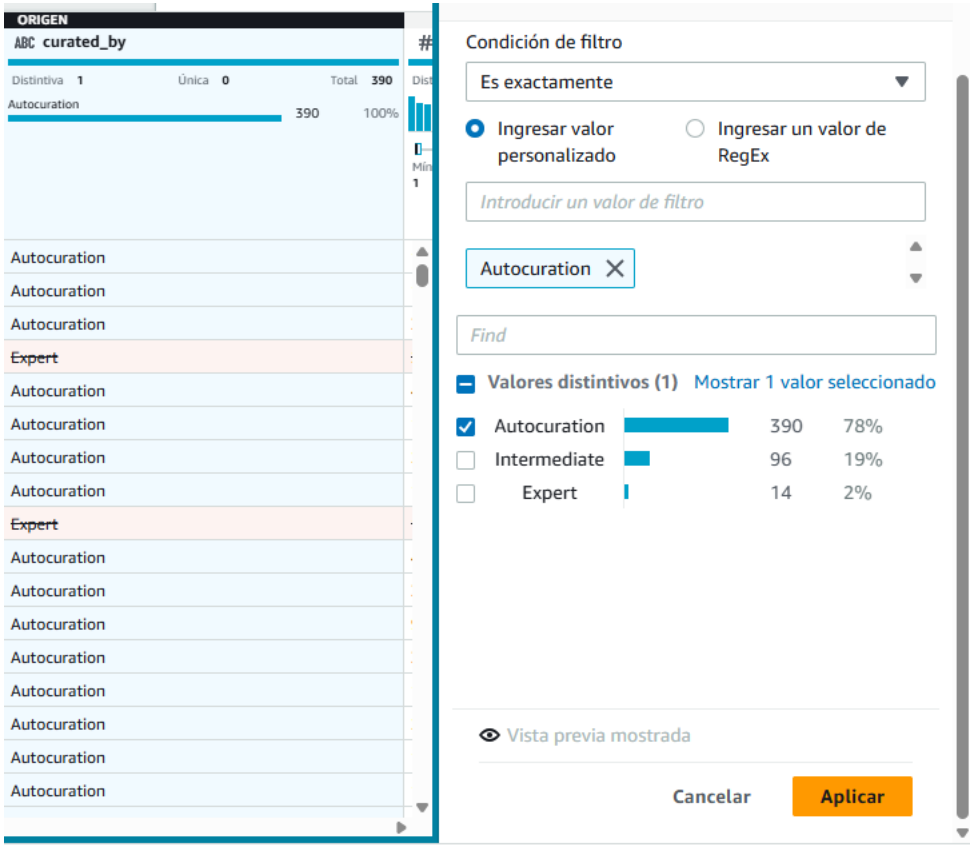 ORIGEN
ABC curated_by
#
Distintiva 1 Única 0 Total 390
Dist
Autocuration 390 100%
Mín
1
Autocuration
Autocuration
Autocuration
Expert
Autocuration
Autocuration
Autocuration
Autocuration
Expert
Autocuration
Autocuration
Autocuration
Autocuration
Autocuration
Autocuration
Autocuration
Autocuration
Condición de filtro
Es exactamente
Ingresar valor personalizado
Ingresar un valor de RegEx
Introducir un valor de filtro
Autocuration
Find
Valores distintivos (1) Mostrar 1 valor seleccionado
Autocuration 390 78%
Intermediate 96 19%
Expert 14 2%
Vista previa mostrada
Cancelar Aplicar